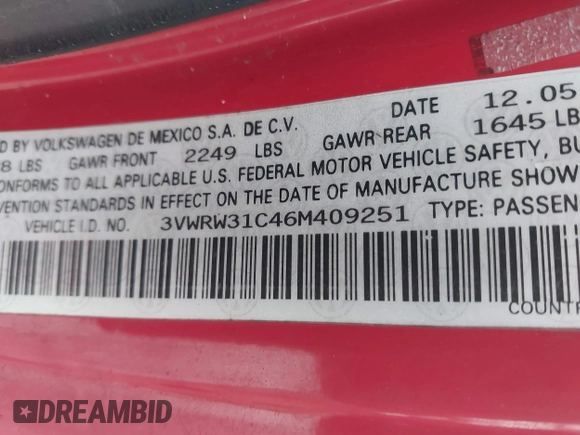 D BY VOLKSWAGEN DE MEXICO S.A. DE C.V. DATE 12.05
8 LBS GAWR FRONT 2249 LBS GAWR REAR 1645 LB
CONFORMS TO ALL APPLICABLE U.S. FEDERAL MOTOR VEHICLE SAFETY, BU
VENTION STANDARDS IN EFFECT ON THE DATE OF MANUFACTURE SHOW
VEHICLE I.D. NO. 3VWRW31C46M409251 TYPE: PASSEN
COUNTR
DREAMBID